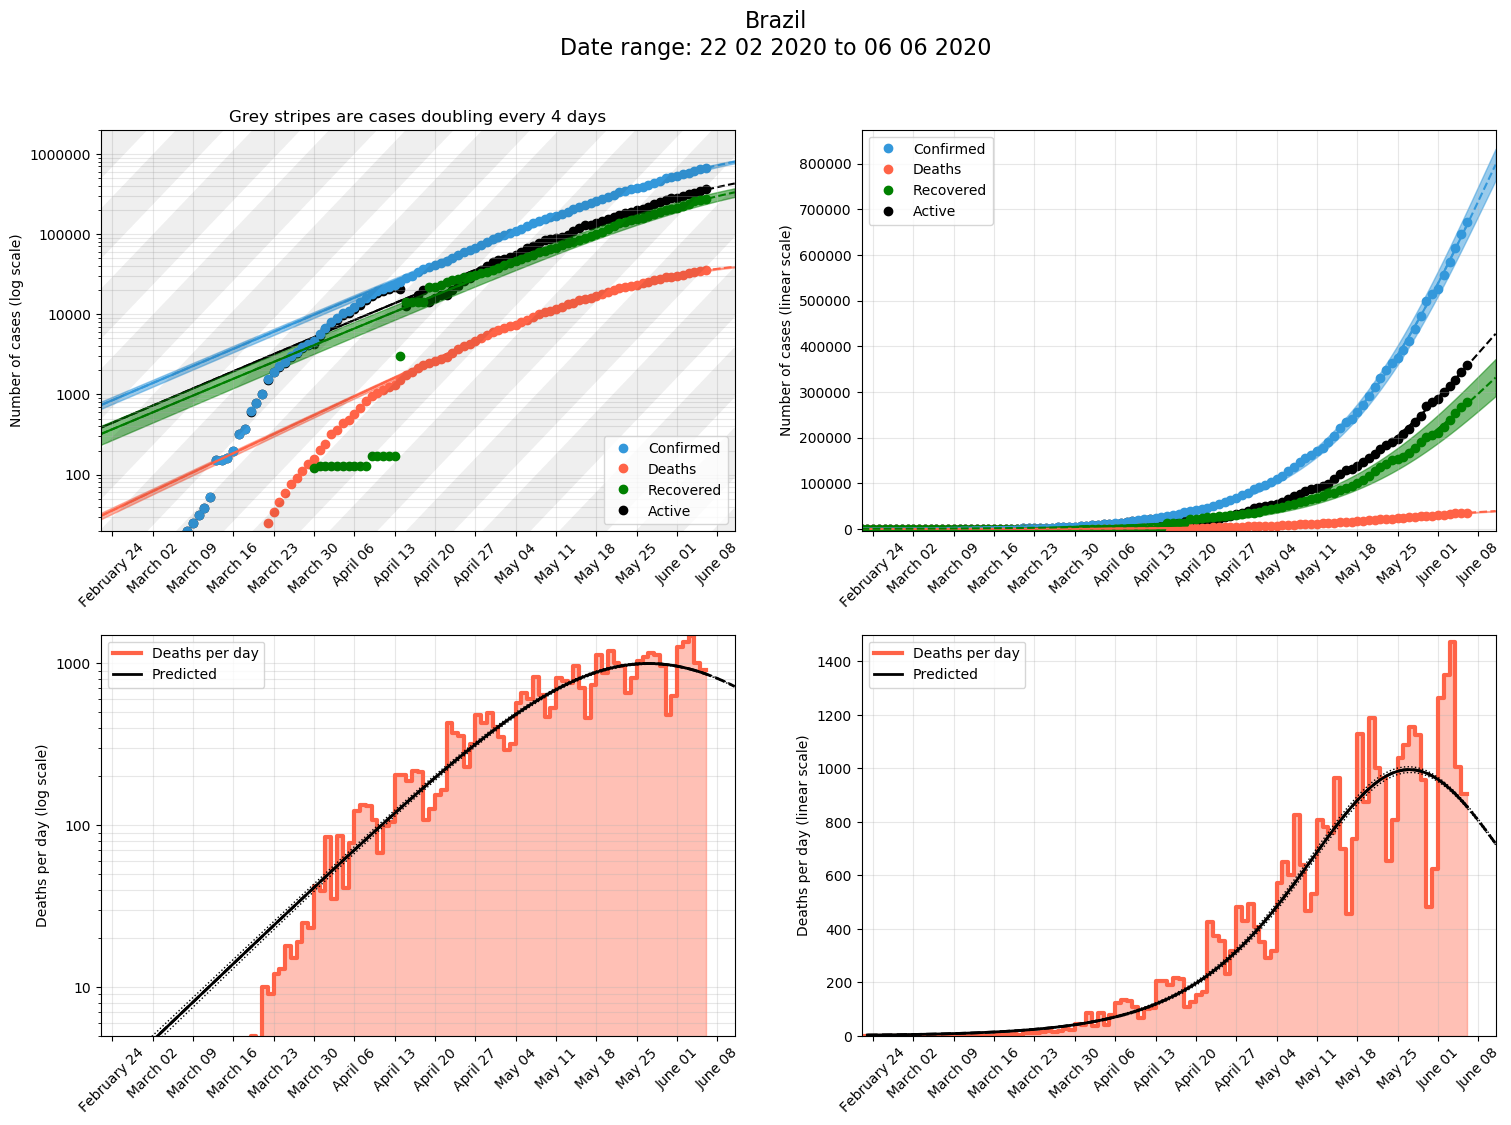 Brazil
Date range: 22 02 2020 to 06 06 2020
Grey stripes are cases doubling every 4 days
Number of cases (log scale)
1000000
100000
10000
1000
100
Confirmed
Deaths
Recovered
Active
February 24
March 02
March 09
March 16
March 23
March 30
April 06
April 13
April 20
April 27
May 04
May 11
May 18
May 25
June 01
June 08
Number of cases (linear scale)
800000
700000
600000
500000
400000
300000
200000
100000
0
Confirmed
Deaths
Recovered
Active
February 24
March 02
March 09
March 16
March 23
March 30
April 06
April 13
April 20
April 27
May 04
May 11
May 18
May 25
June 01
June 08
Deaths per day (log scale)
1000
100
10
Deaths per day
Predicted
February 24
March 02
March 09
March 16
March 23
March 30
April 06
April 13
April 20
April 27
May 04
May 11
May 18
May 25
June 01
June 08
Deaths per day (linear scale)
1400
1200
1000
800
600
400
200
0
Deaths per day
Predicted
February 24
March 02
March 09
March 16
March 23
March 30
April 06
April 13
April 20
April 27
May 04
May 11
May 18
May 25
June 01
June 08